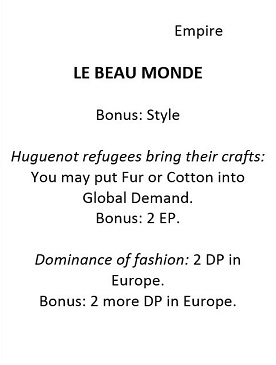 Empire
LE BEAU MONDE
Bonus: Style
Huguenot refugees bring their crafts:
You may put Fur or Cotton into
Global Demand.
Bonus: 2 EP.
Dominance of fashion: 2 DP in
Europe.
Bonus: 2 more DP in Europe.